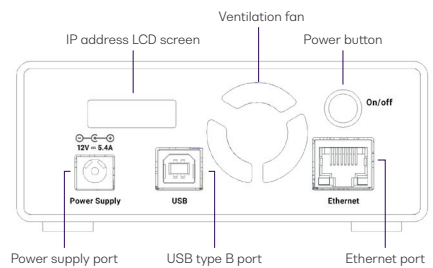 Ventilation fan
IP address LCD screen
Power button
On/off
12V⎓5.4A
Power Supply
USB
Ethernet
Power supply port
USB type B port
Ethernet port